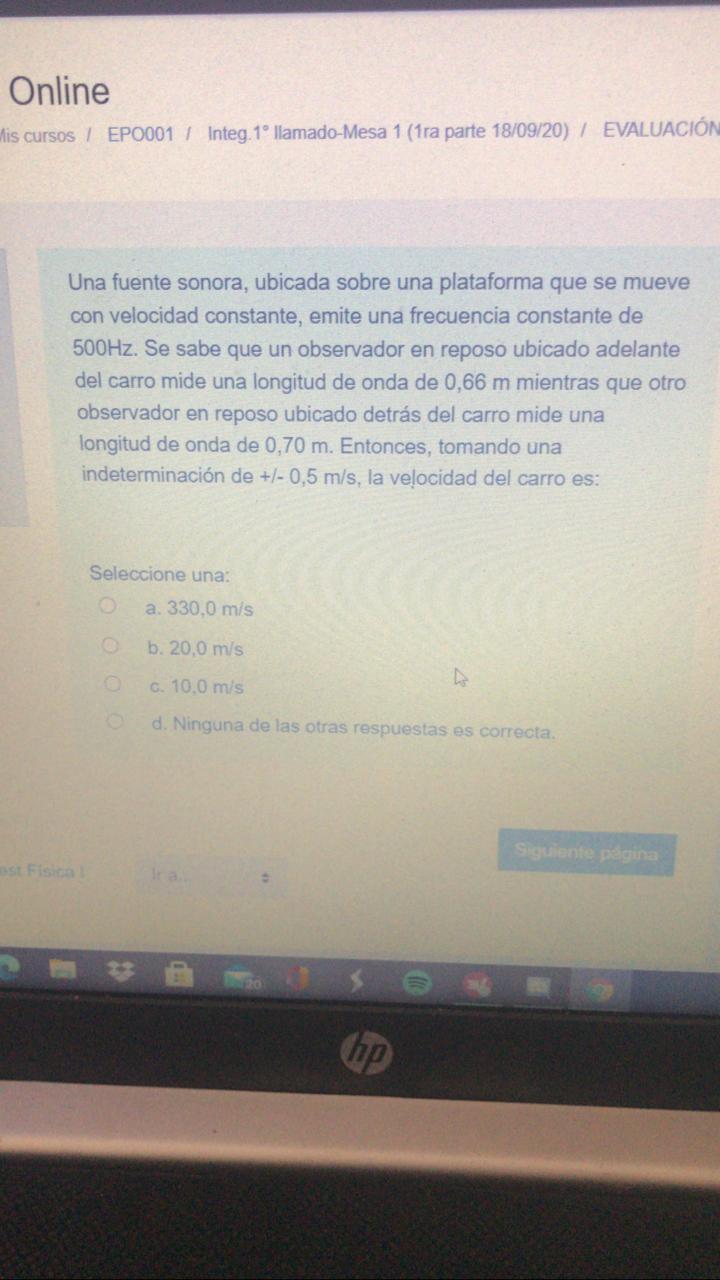 Online
Mis cursos / EPO001 / Integ.1° llamado-Mesa 1 (1ra parte 18/09/20) / EVALUACIÓN
Una fuente sonora, ubicada sobre una plataforma que se mueve
con velocidad constante, emite una frecuencia constante de
500Hz. Se sabe que un observador en reposo ubicado adelante
del carro mide una longitud de onda de 0,66 m mientras que otro
observador en reposo ubicado detrás del carro mide una
longitud de onda de 0,70 m. Entonces, tomando una
indeterminación de +/- 0,5 m/s, la velocidad del carro es:
Seleccione una:
a. 330,0 m/s
b. 20,0 m/s
c. 10,0 m/s
d. Ninguna de las otras respuestas es correcta.
Siguiente página
est Física I
Ir a...
20
hp